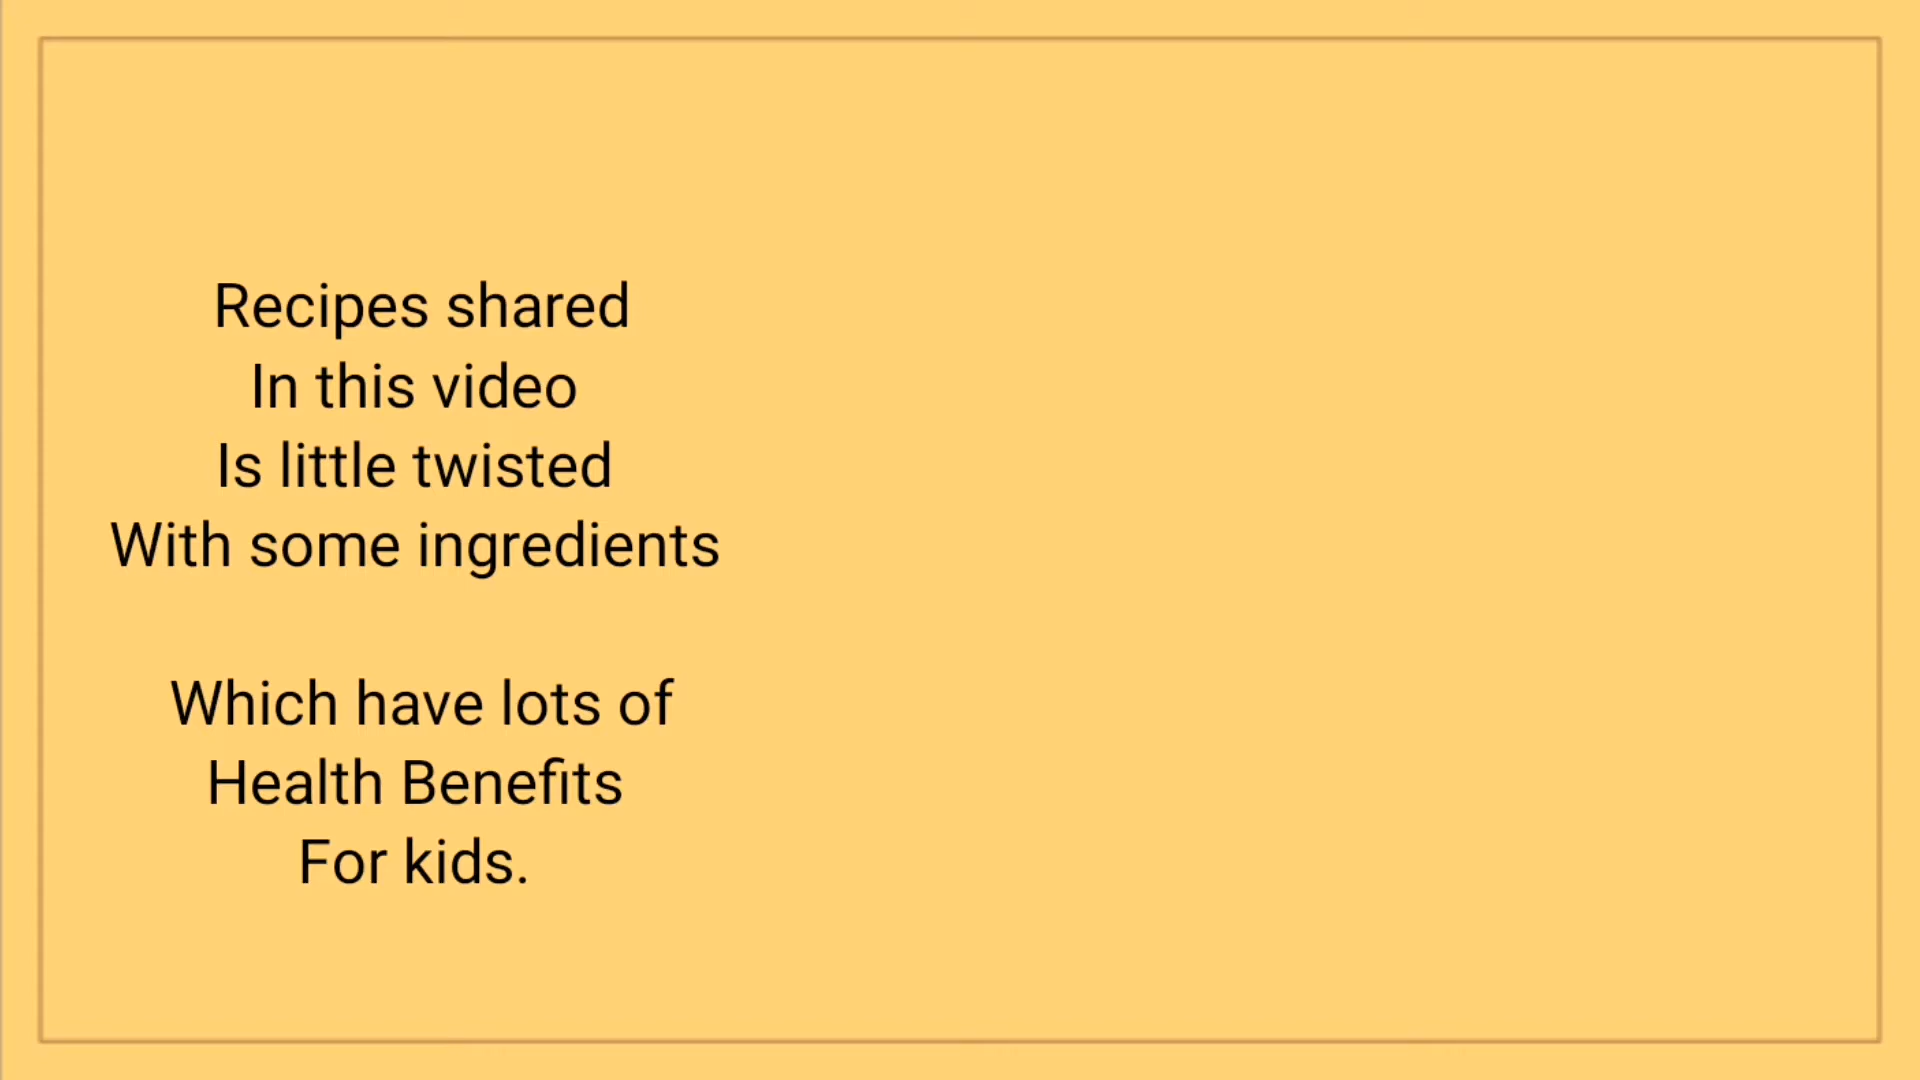 Recipes shared
In this video
Is little twisted
With some ingredients
Which have lots of
Health Benefits
For kids.